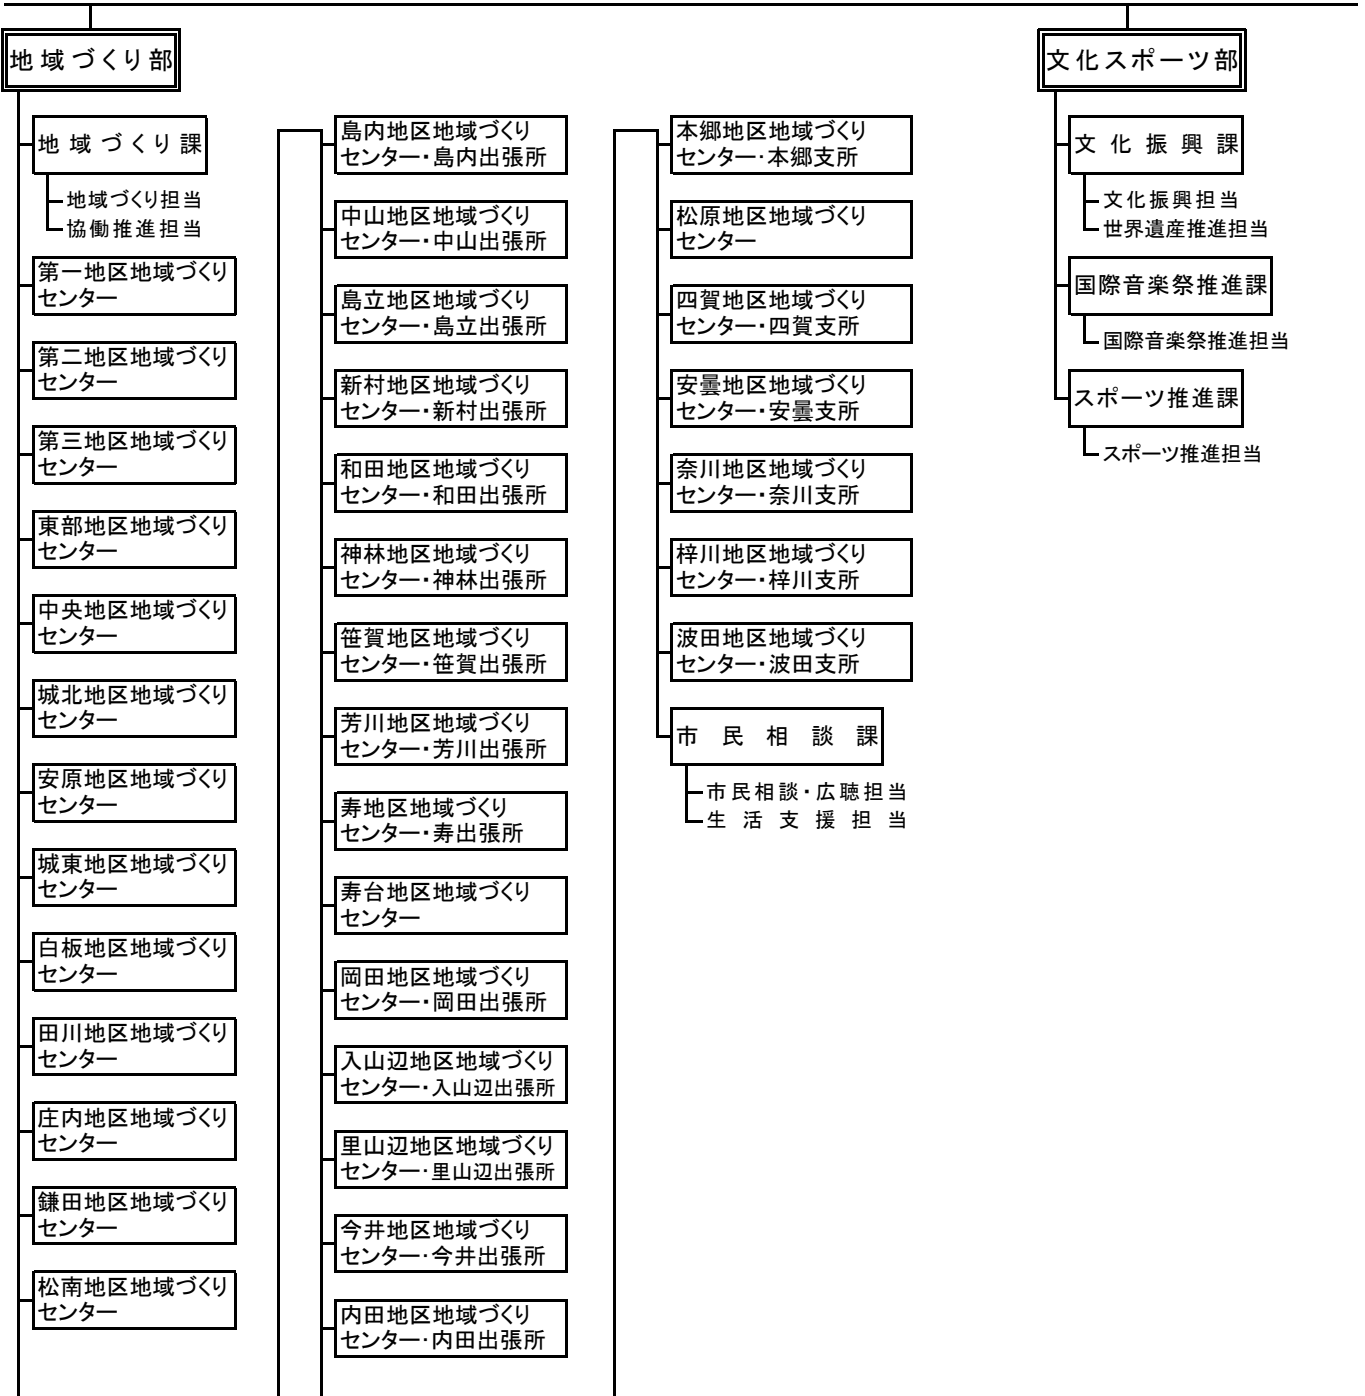 地域づくり部
地域づくり課
地域づくり担当
協働推進担当
第一地区地域づくり
センター
第二地区地域づくり
センター
第三地区地域づくり
センター
東部地区地域づくり
センター
中央地区地域づくり
センター
城北地区地域づくり
センター
安原地区地域づくり
センター
城東地区地域づくり
センター
白板地区地域づくり
センター
田川地区地域づくり
センター
庄内地区地域づくり
センター
鎌田地区地域づくり
センター
松南地区地域づくり
センター
島内地区地域づくり
センター・島内出張所
中山地区地域づくり
センター・中山出張所
島立地区地域づくり
センター・島立出張所
新村地区地域づくり
センター・新村出張所
和田地区地域づくり
センター・和田出張所
神林地区地域づくり
センター・神林出張所
笹賀地区地域づくり
センター・笹賀出張所
芳川地区地域づくり
センター・芳川出張所
寿地区地域づくり
センター・寿出張所
寿台地区地域づくり
センター
岡田地区地域づくり
センター・岡田出張所
入山辺地区地域づくり
センター・入山辺出張所
里山辺地区地域づくり
センター・里山辺出張所
今井地区地域づくり
センター・今井出張所
内田地区地域づくり
センター・内田出張所
本郷地区地域づくり
センター・本郷支所
松原地区地域づくり
センター
四賀地区地域づくり
センター・四賀支所
安曇地区地域づくり
センター・安曇支所
奈川地区地域づくり
センター・奈川支所
梓川地区地域づくり
センター・梓川支所
波田地区地域づくり
センター・波田支所
市民相談課
市民相談・広聴担当
生活支援担当
文化スポーツ部
文化振興課
文化振興担当
世界遺産推進担当
国際音楽祭推進課
国際音楽祭推進担当
スポーツ推進課
スポーツ推進担当